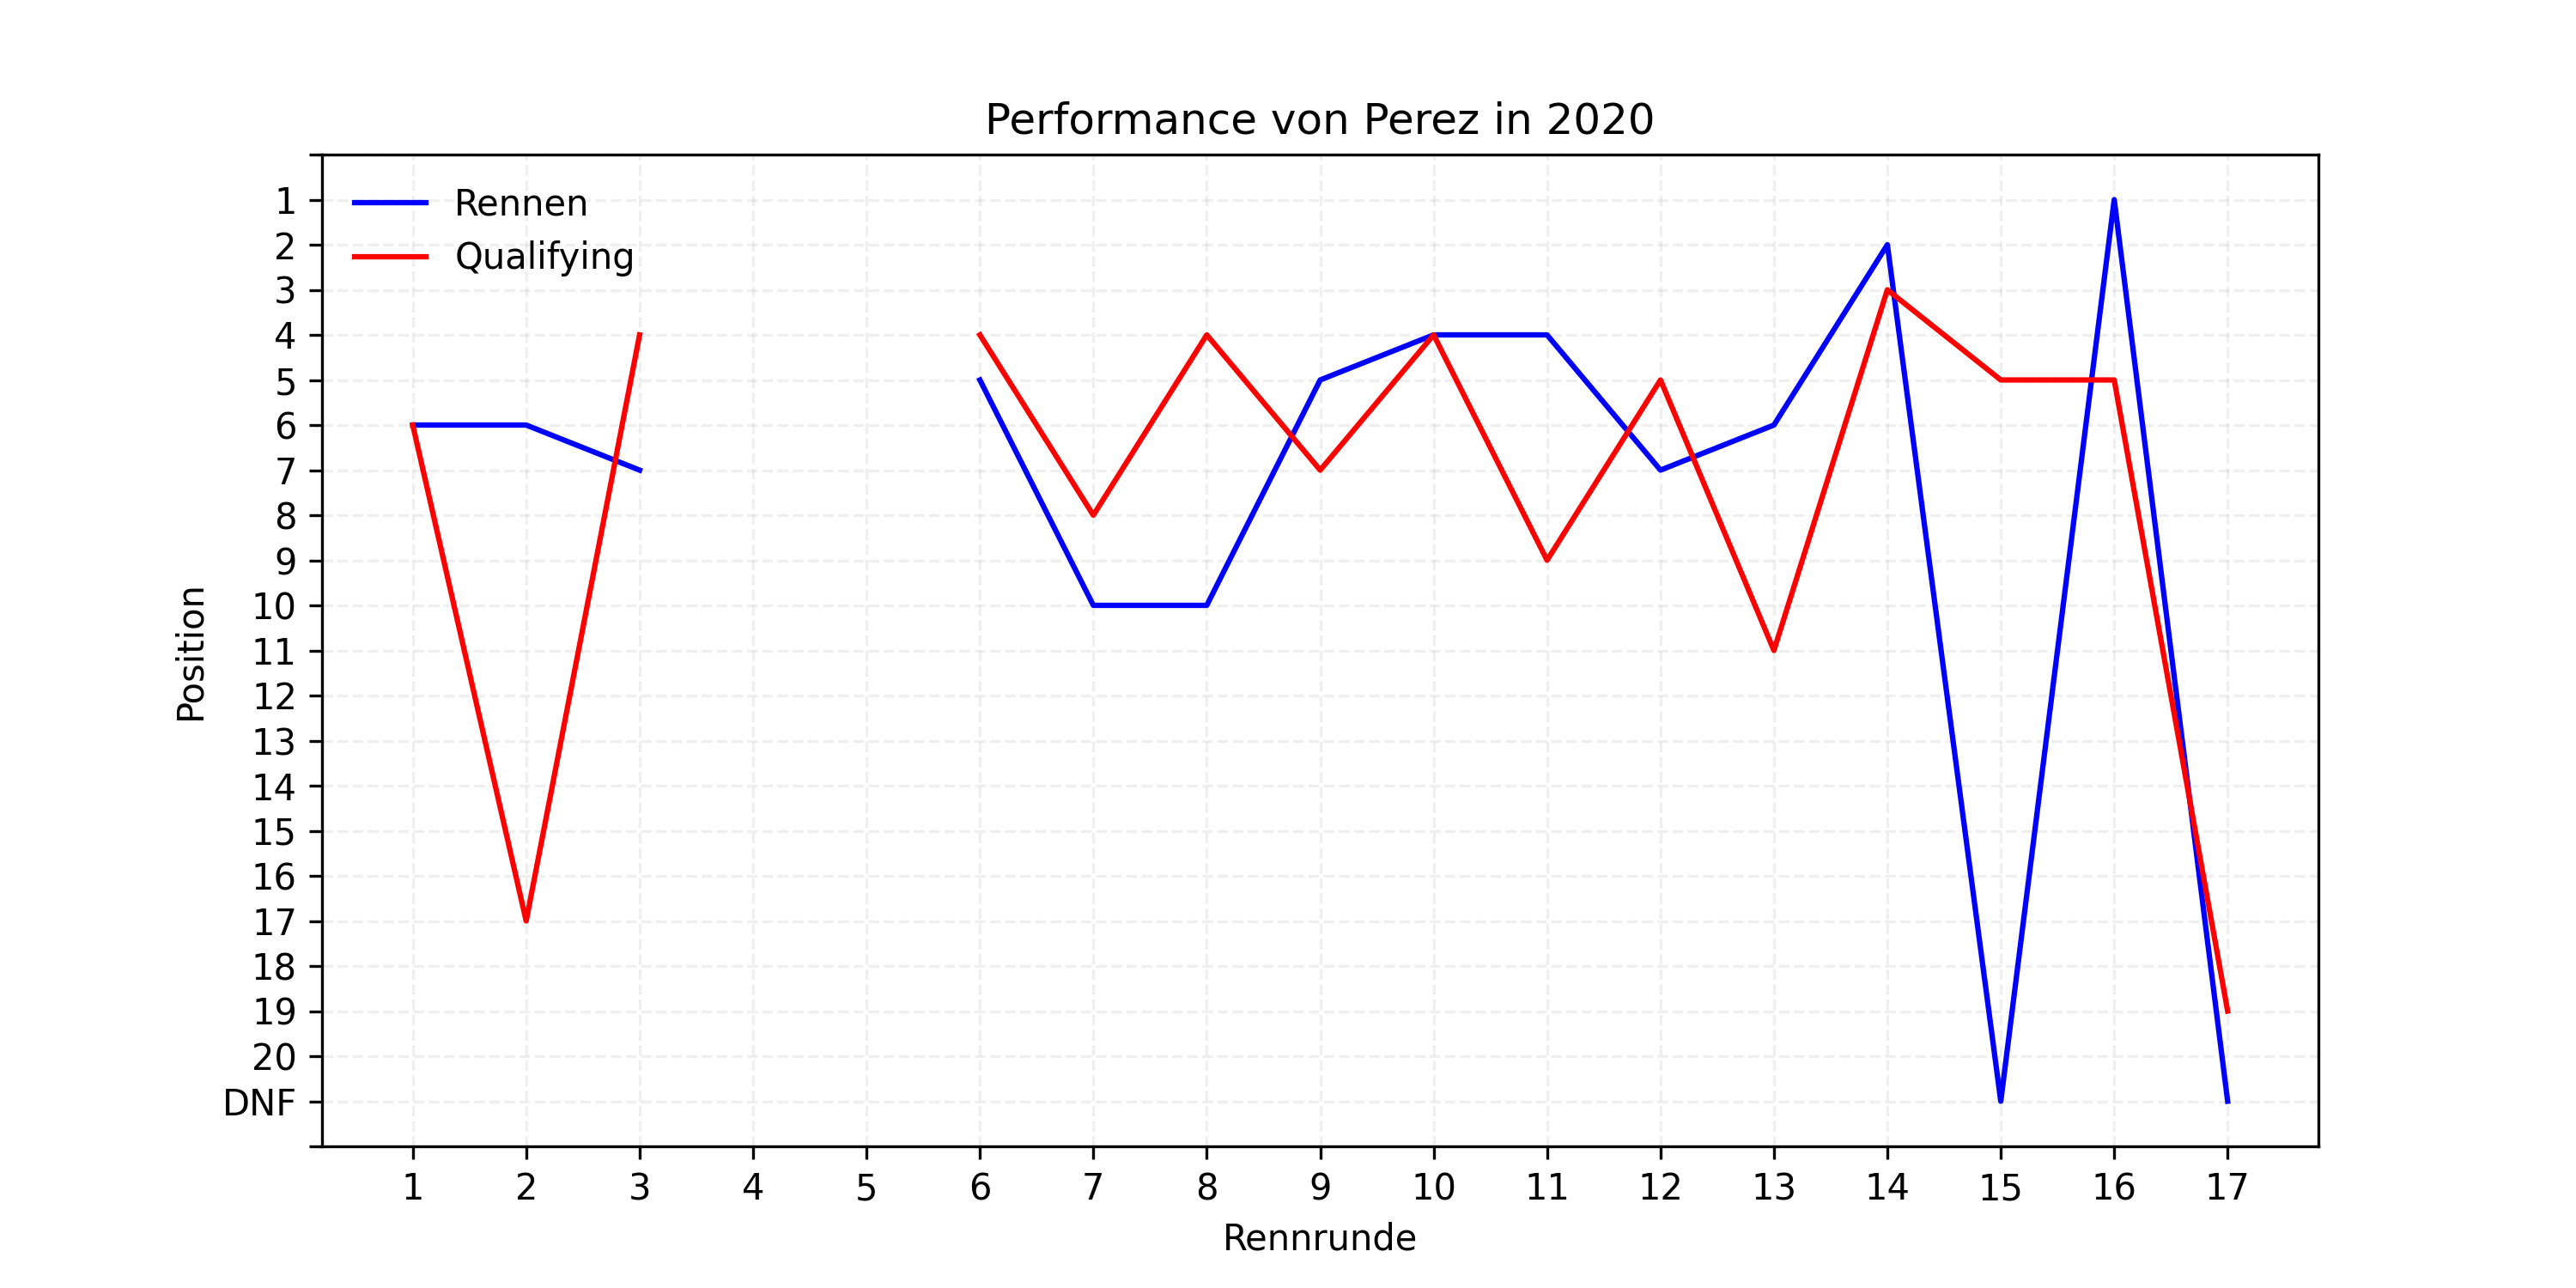 Performance von Perez in 2020
Rennen
Qualifying
Position
1
2
3
4
5
6
7
8
9
10
11
12
13
14
15
16
17
18
19
20
DNF
1 2 3 4 5 6 7 8 9 10 11 12 13 14 15 16 17
Rennrunde